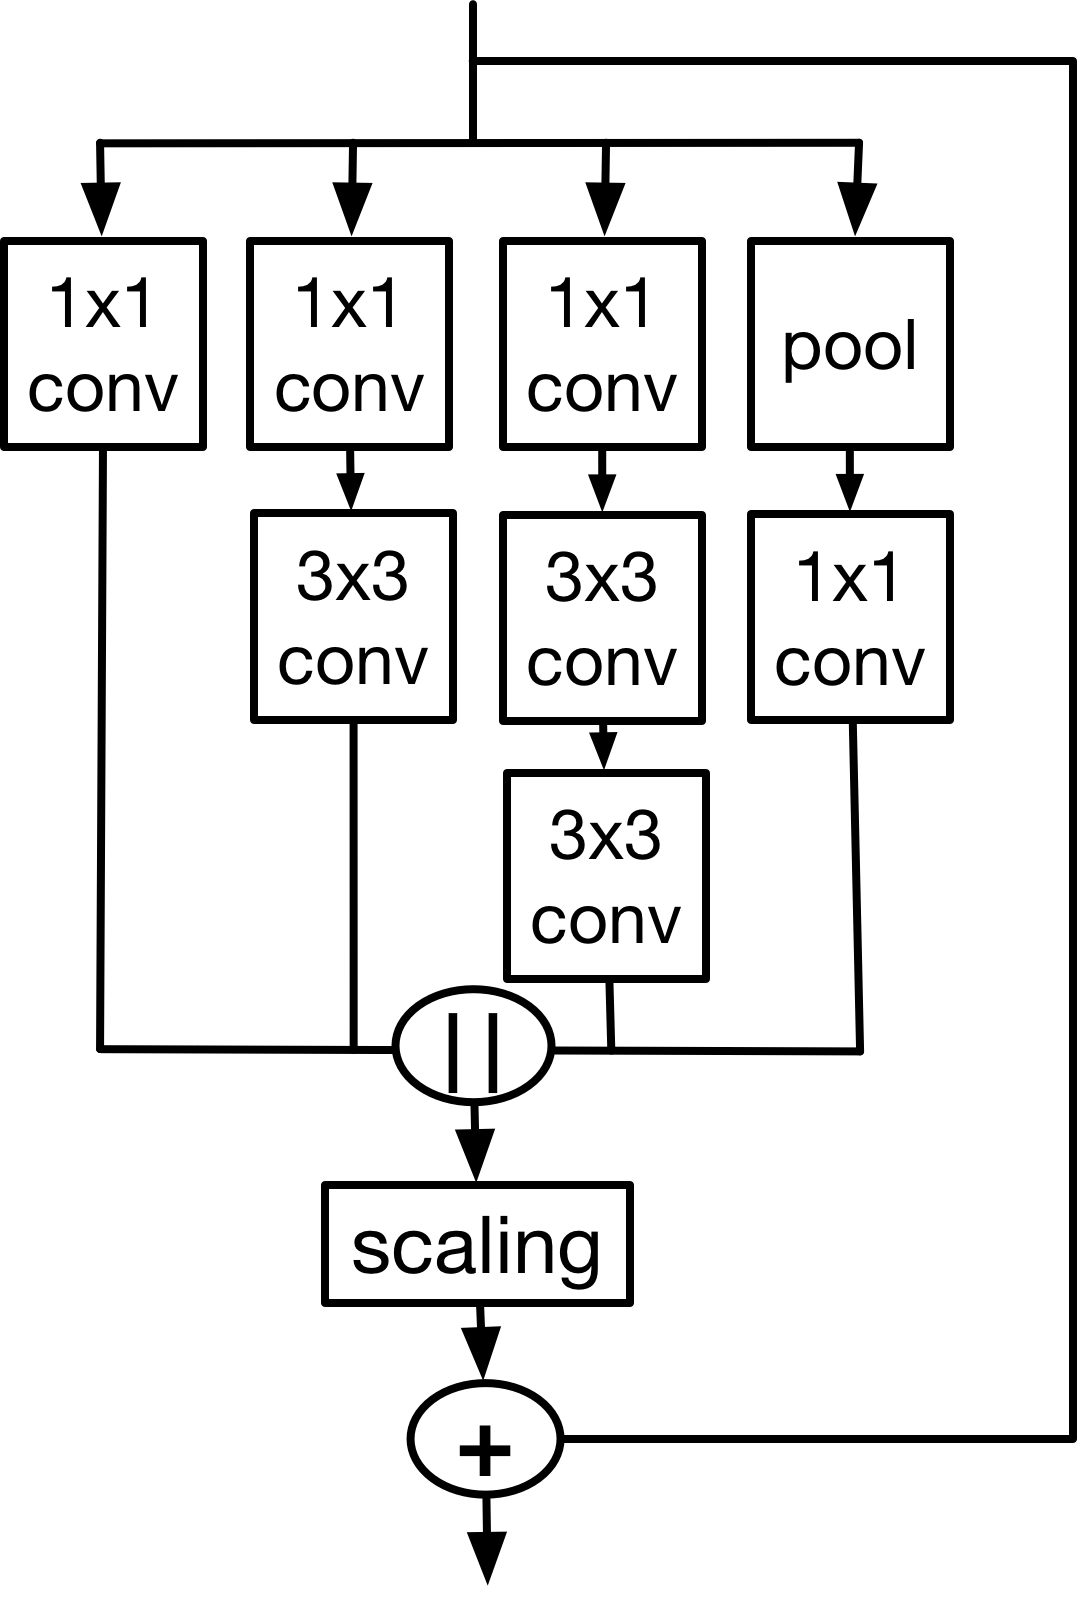 1x1
conv
1x1
conv
1x1
conv
pool
3x3
conv
3x3
conv
1x1
conv
3x3
conv
||
scaling
+